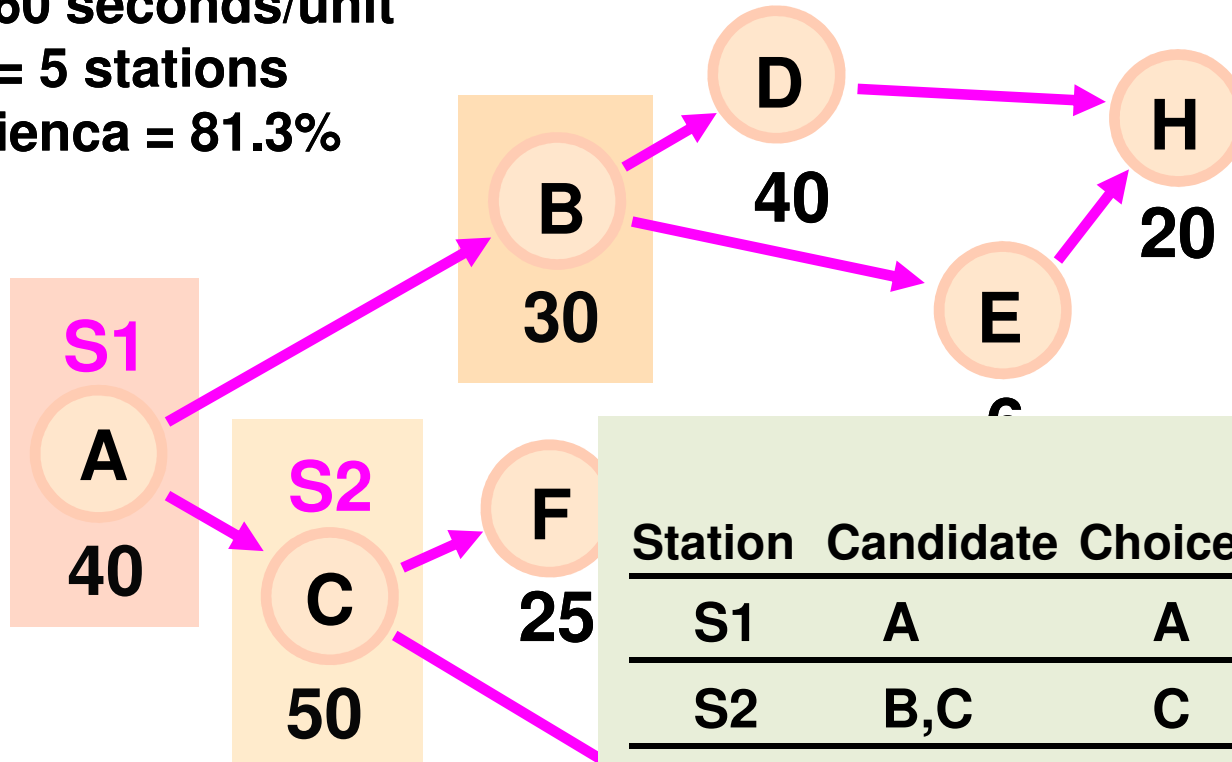 60 seconds/unit
= 5 stations
ienca = 81.3%
D
40
H
20
B
30
E
S1
A
40
S2
C
50
F
25
Station Candidate Choice
S1 A A
S2 B,C C